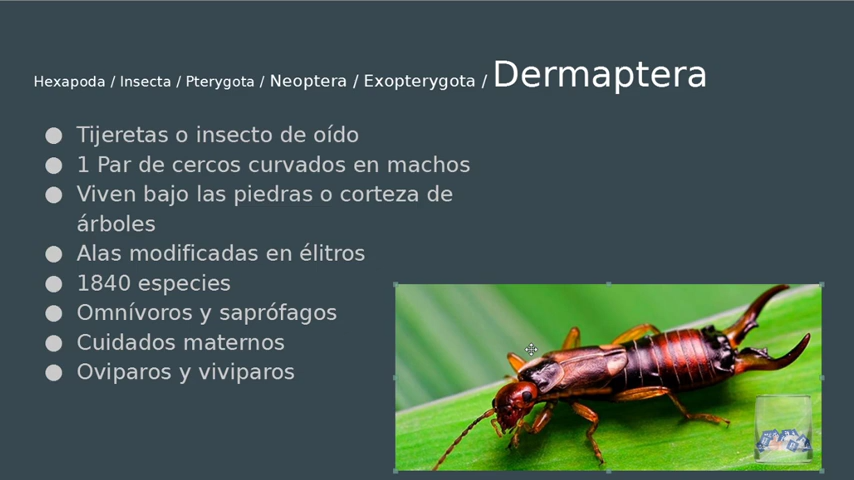 Hexapoda / Insecta / Pterygota / Neoptera / Exopterygota / Dermaptera
● Tijeretas o insecto de oído
● 1 Par de cercos curvados en machos
● Viven bajo las piedras o corteza de
árboles
● Alas modificadas en élitros
● 1840 especies
● Omnívoros y saprófagos
● Cuidados maternos
● Oviparos y viviparos